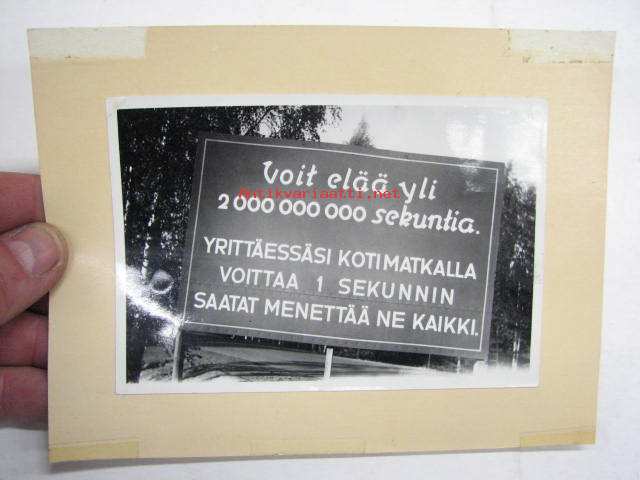 Voit elää yli
Antikvariaatti.net
2 000 000 000 sekuntia.
YRITTÄESSÄSI KOTIMATKALLA
VOITTAA 1 SEKUNNIN
SAATAT MENETTÄÄ NE KAIKKI.